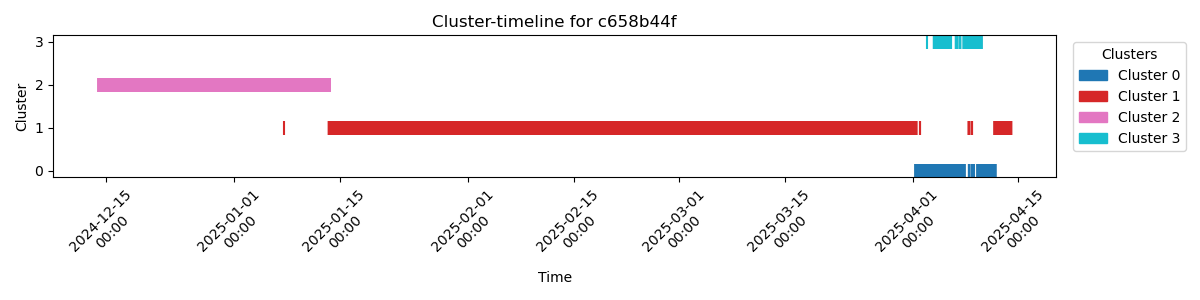 Cluster-timeline for c658b44f
3
2
1
0
Cluster
2024-12-15
00:00
2025-01-01
00:00
2025-01-15
00:00
2025-02-01
00:00
2025-02-15
00:00
2025-03-01
00:00
2025-03-15
00:00
2025-04-01
00:00
2025-04-15
00:00
Time
Clusters
Cluster 0
Cluster 1
Cluster 2
Cluster 3